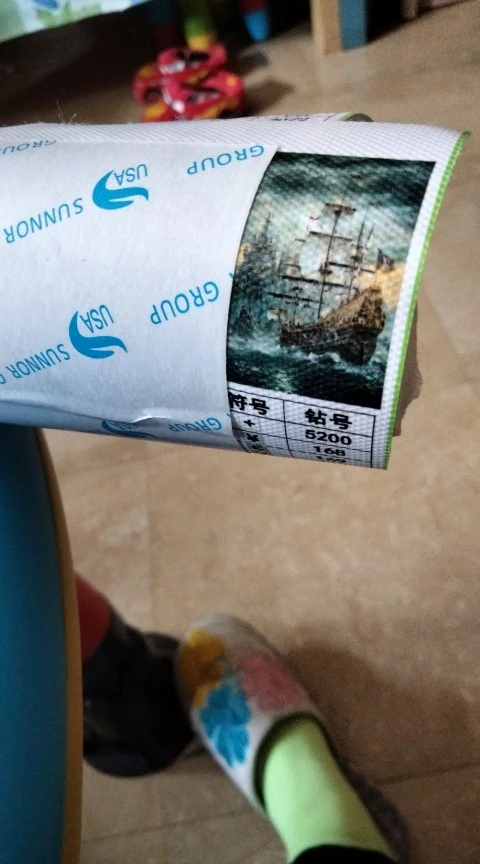 GROUP
USA
SUNNOR
GROUP
USA
SUNNOR
GROUP
符号 钻号
+ 5200
168